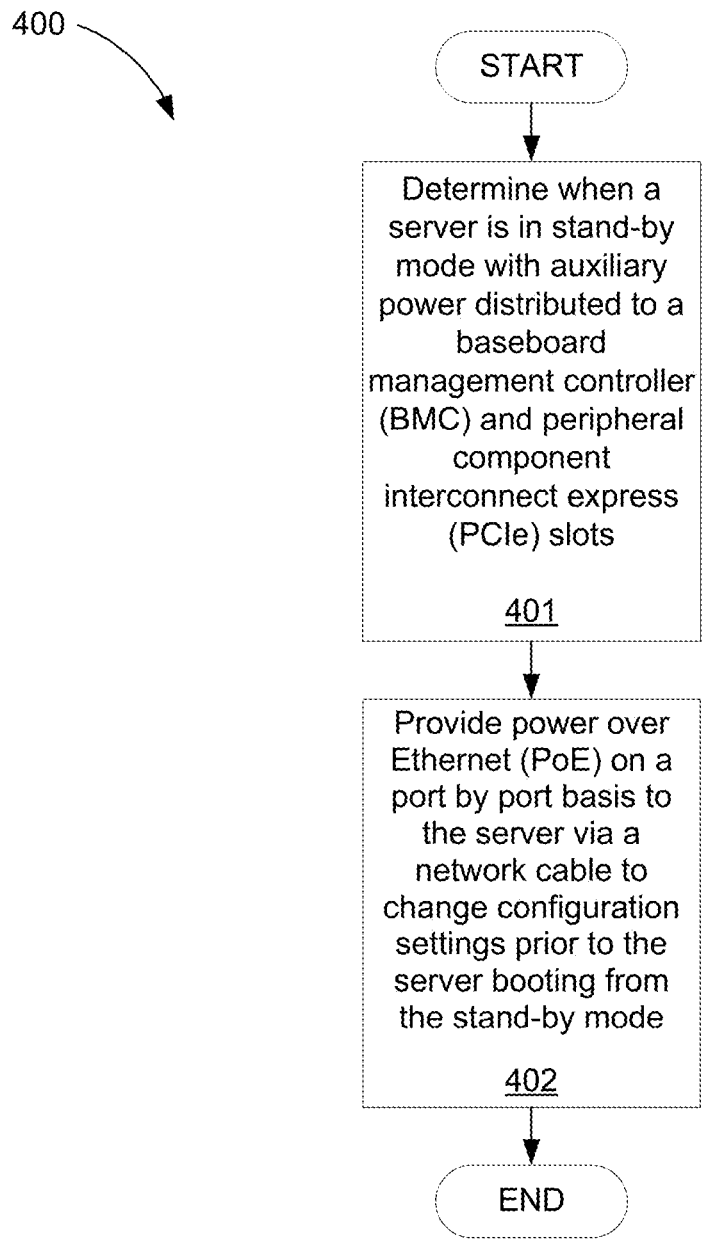 400
START
Determine when a
server is in stand-by
mode with auxiliary
power distributed to a
baseboard
management controller
(BMC) and peripheral
component
interconnect express
(PCIe) slots
401
Provide power over
Ethernet (PoE) on a
port by port basis to
the server via a
network cable to
change configuration
settings prior to the
server booting from
the stand-by mode
402
END